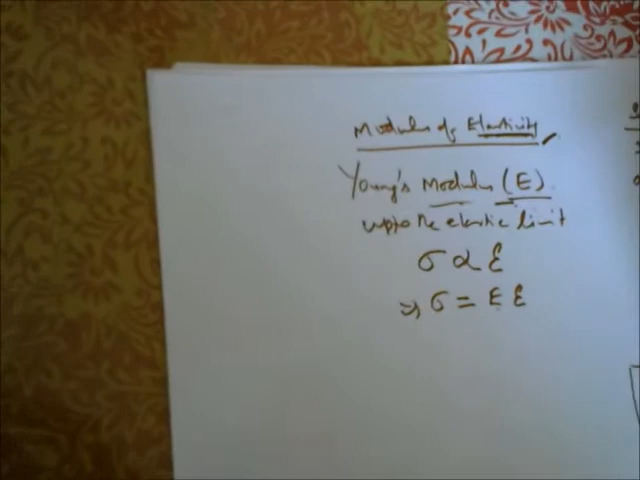 Modulus of Elasticity
Young's Modulus (E)
upto the elastic limit
σ ∝ ε
⇒ σ = E ε